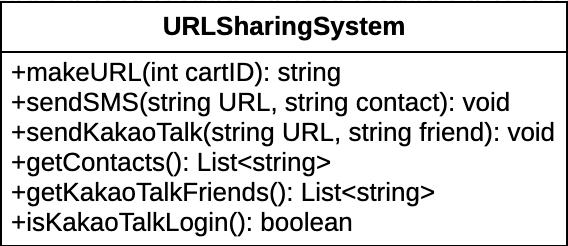 URLSharingSystem
+makeURL(int cartID): string
+sendSMS(string URL, string contact): void
+sendKakaoTalk(string URL, string friend): void
+getContacts(): List<string>
+getKakaoTalkFriends(): List<string>
+isKakaoTalkLogin(): boolean